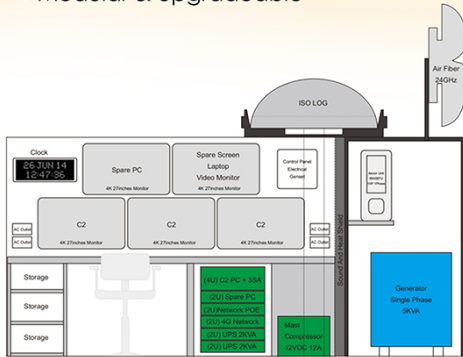 Modular & Upgradeable
Air Fiber
24GHz
ISO LOG
Clock
26 JUN 14
12:47:36
Spare PC
4K 27inches Monitor
Spare Screen
Laptop
Video Monitor
4K 27inches Monitor
Control Panel
Electrical
Genset
C2
4K 27inches Monitor
C2
4K 27inches Monitor
C2
4K 27inches Monitor
AC Outlet
AC Outlet
AC Outlet
AC Outlet
Sound And Heat Shield
Storage
Storage
Storage
(4U) C2 PC + 3SA
(2U) Spare PC
(2U)Network POE
(2U) 4G Network
(2U) UPS 2KVA
(2U) UPS 2KVA
Mast
Compressor
12VDC 12A
Generator
Single Phase
5KVA